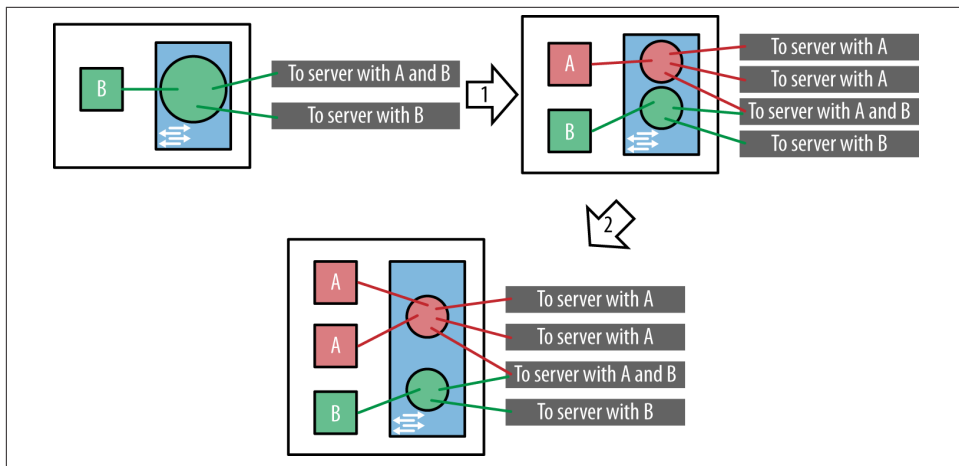 B
To server with A and B
To server with B
1
A
B
To server with A
To server with A
To server with A and B
To server with B
2
A
A
B
To server with A
To server with A
To server with A and B
To server with B